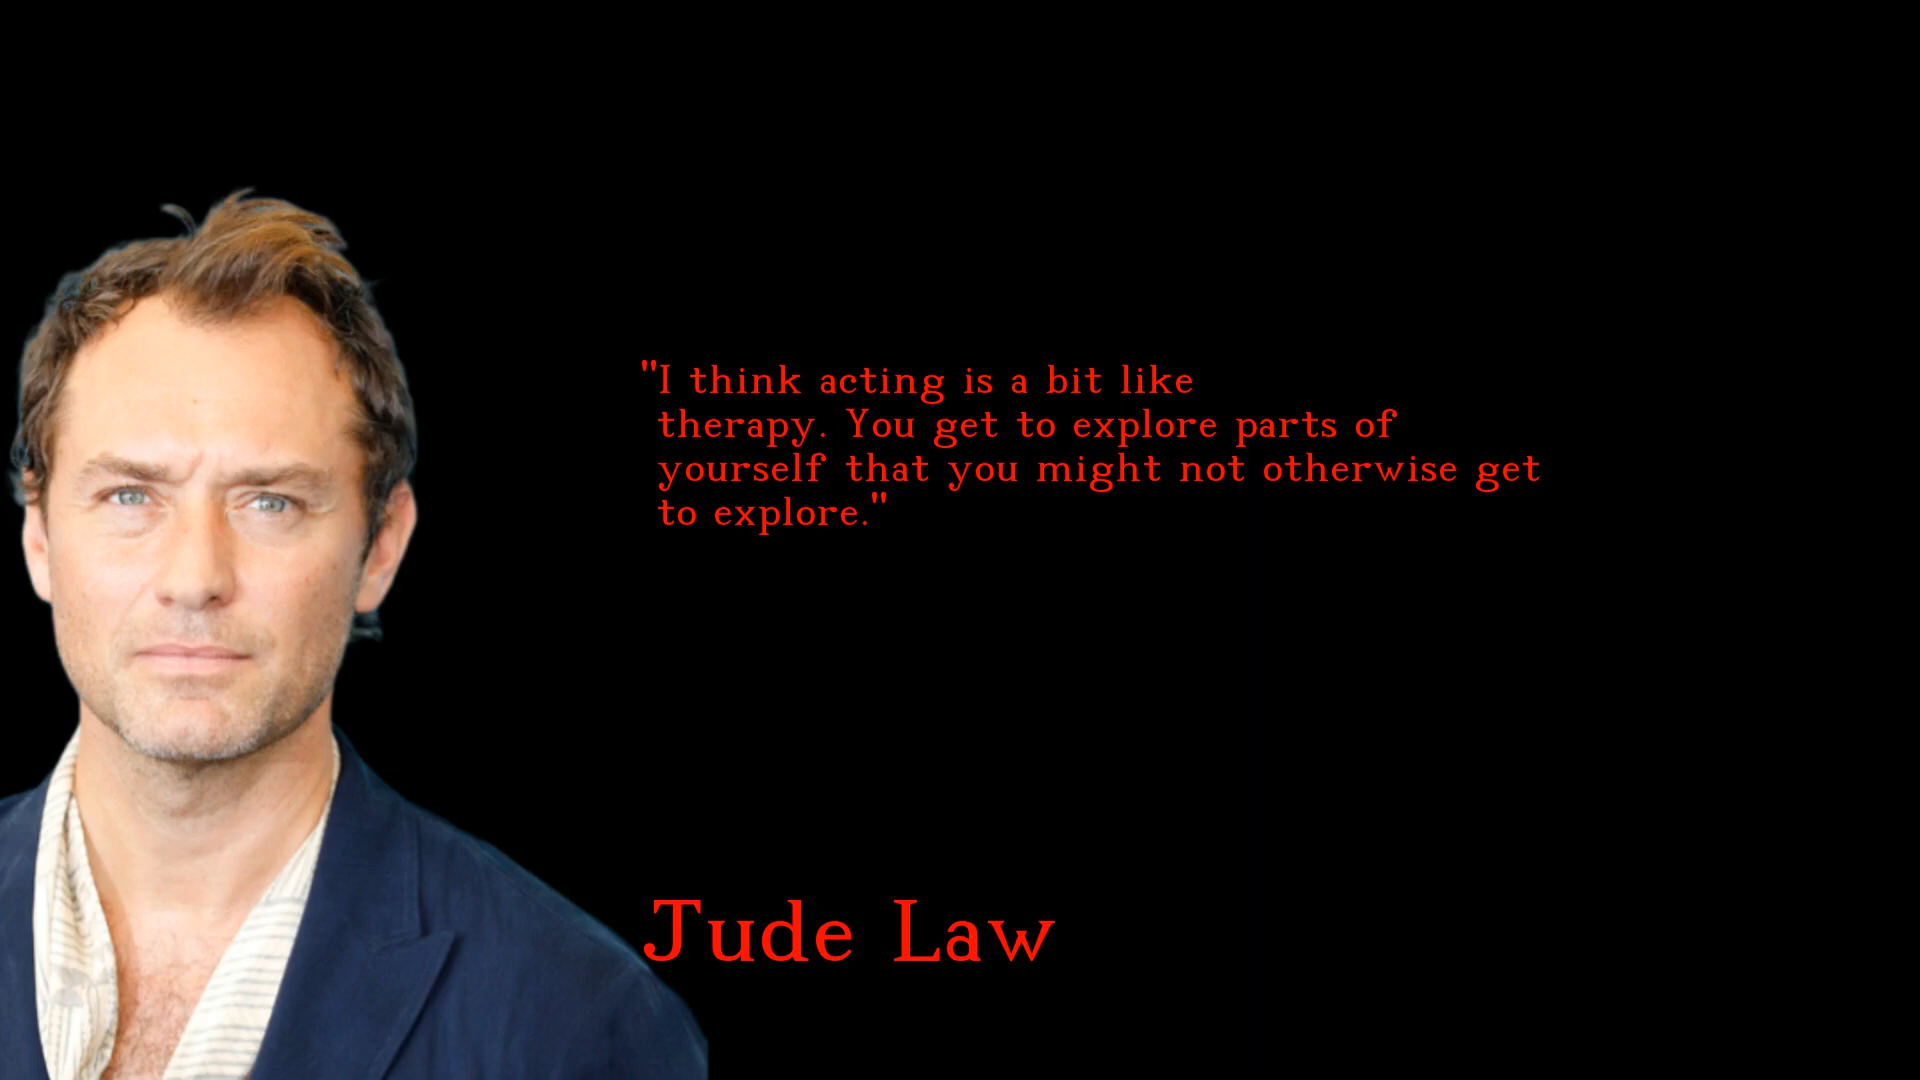 "I think acting is a bit like
therapy. You get to explore parts of
yourself that you might not otherwise get
to explore."
Jude Law